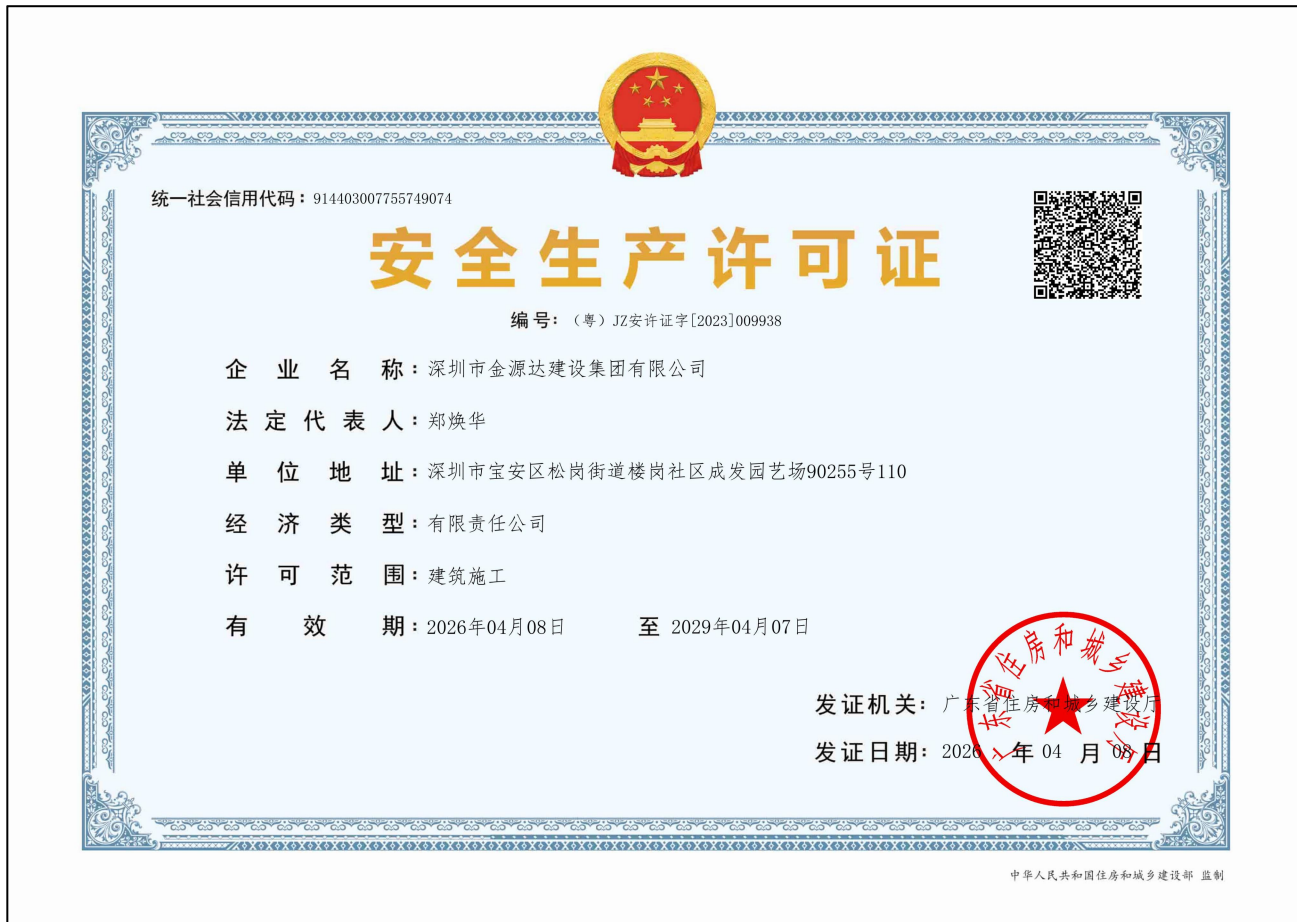 统一社会信用代码：914403007755749074
安全生产许可证
编号：（粤）JZ安许证字[2023]009938
企业名称：深圳市金源达建设集团有限公司
法定代表人：郑焕华
单位地址：深圳市宝安区松岗街道楼岗社区成发园艺场90255号110
经济类型：有限责任公司
许可范围：建筑施工
有效期：2026年04月08日 至 2029年04月07日
发证机关：广东省住房和城乡建设厅
发证日期：2026年04月08日
广东省住房和城乡建设厅
中华人民共和国住房和城乡建设部 监制